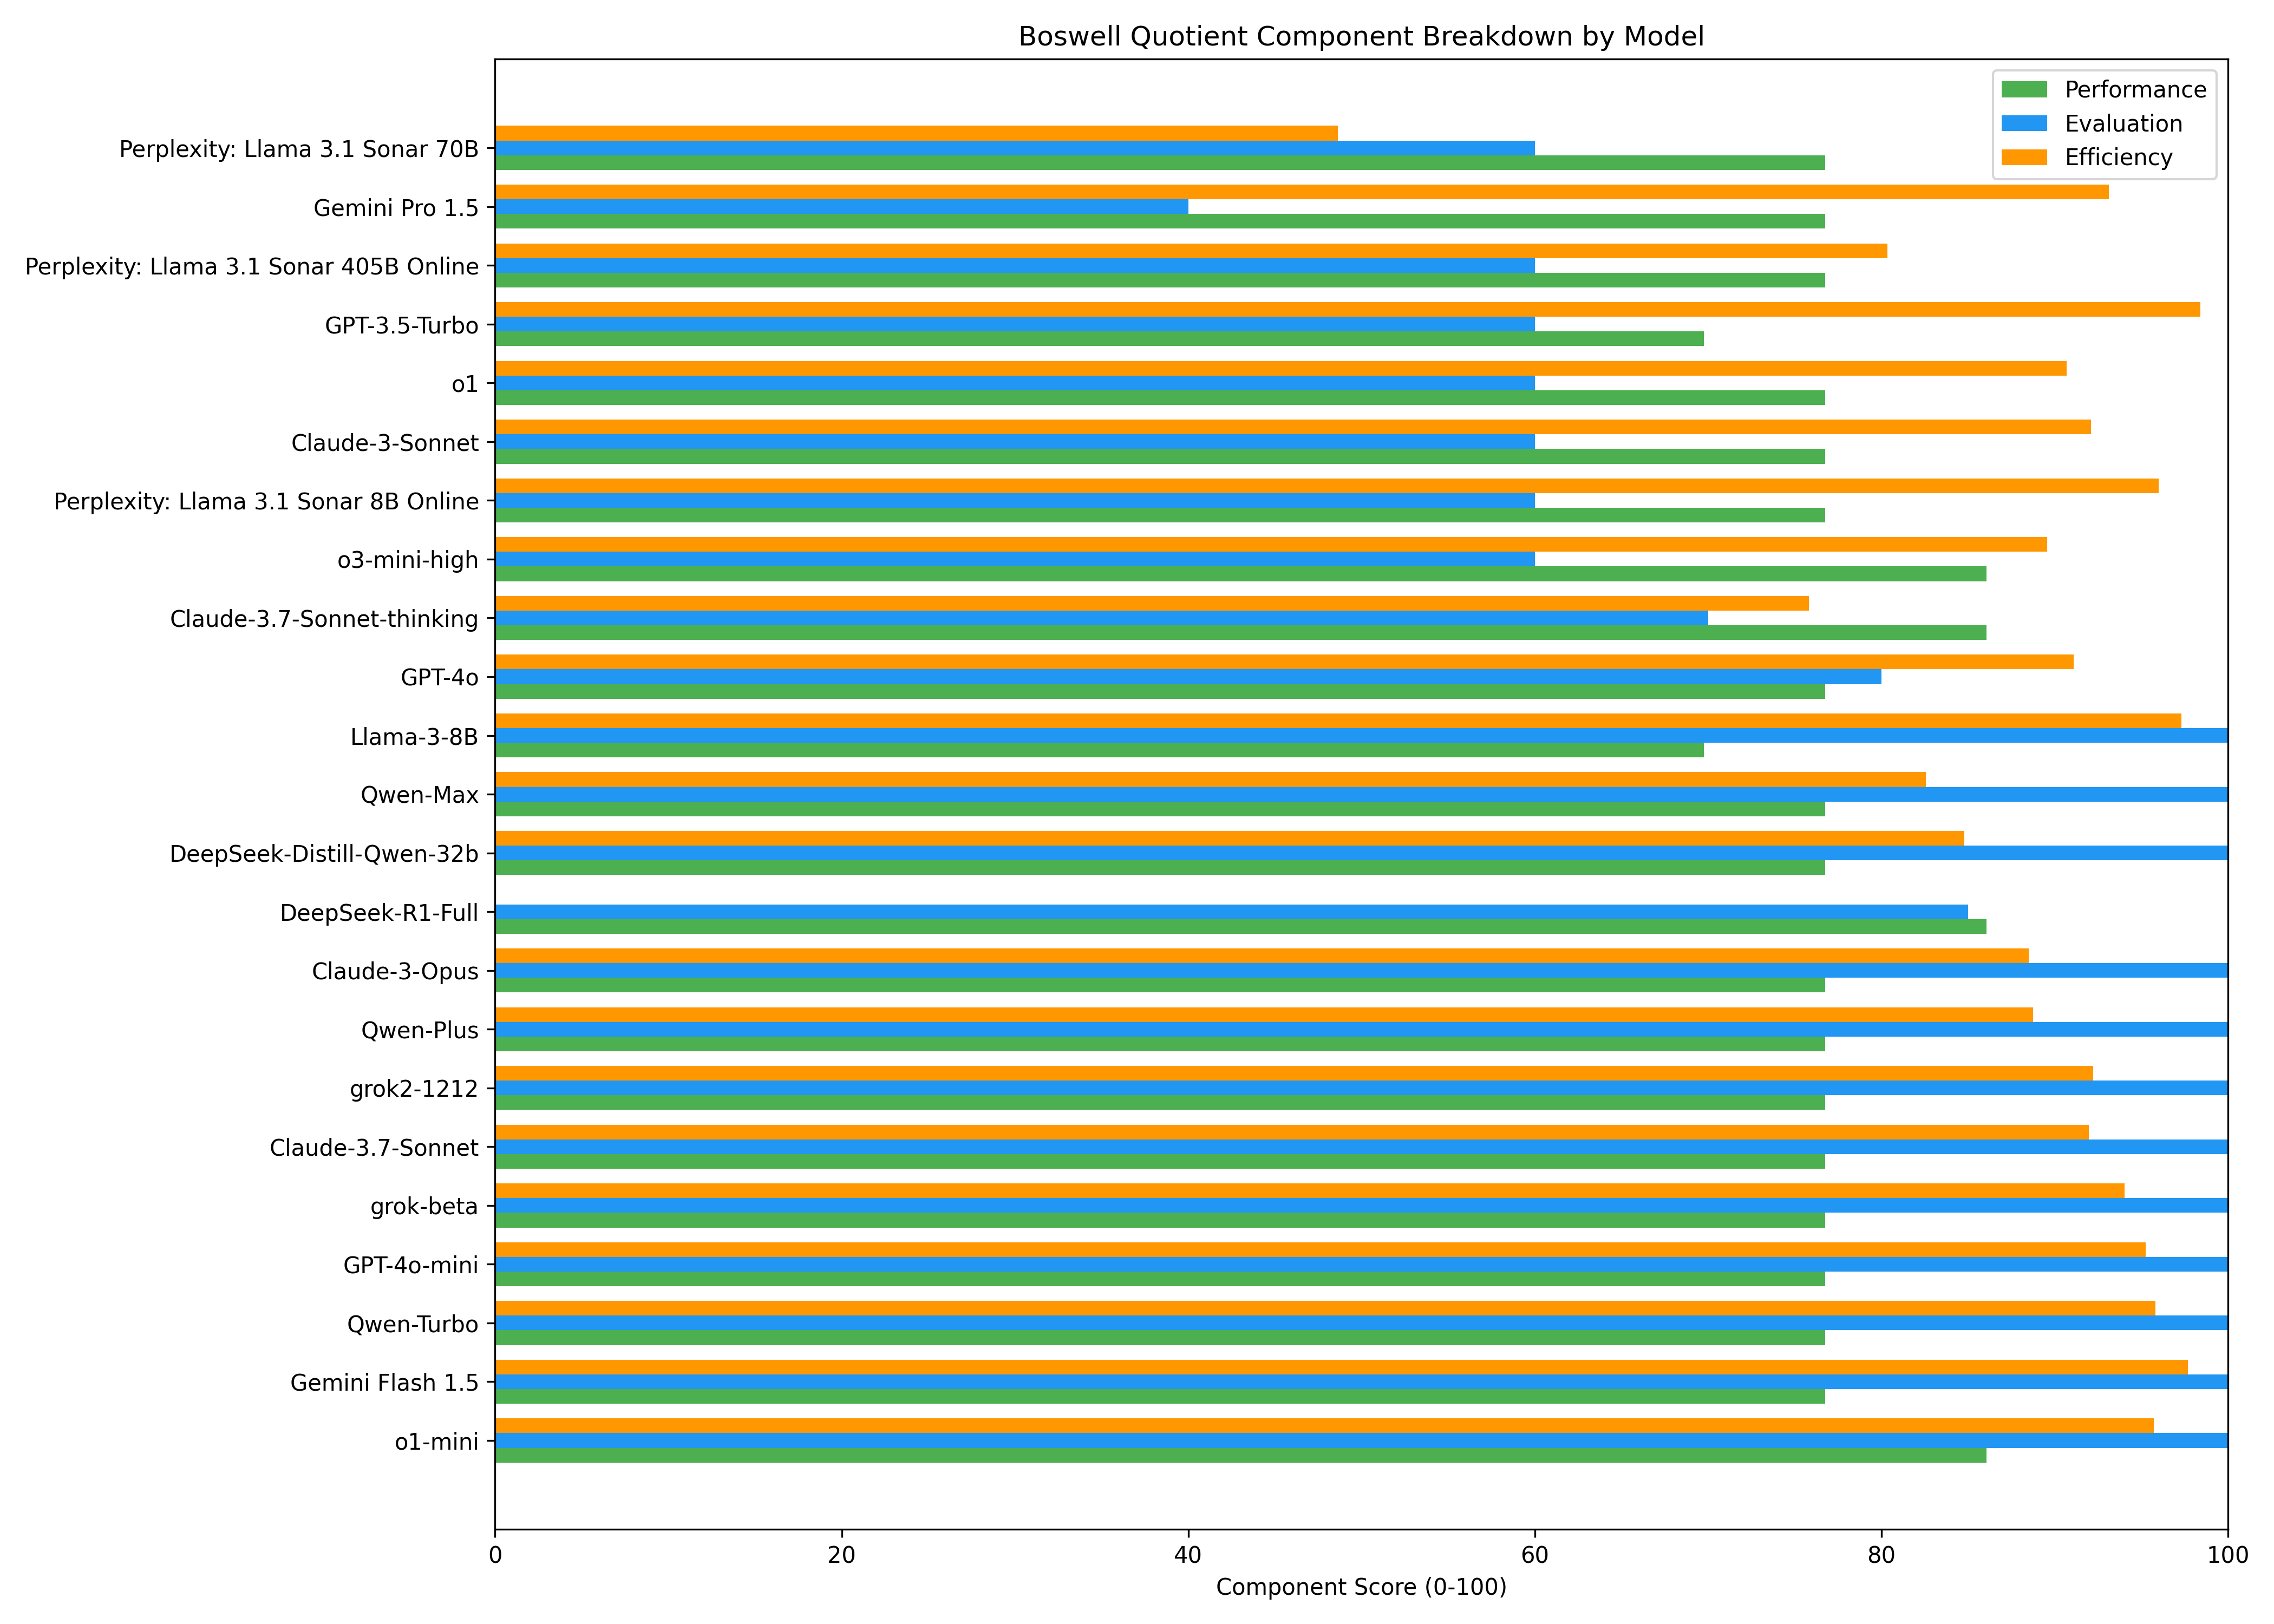 Boswell Quotient Component Breakdown by Model
Performance
Evaluation
Efficiency
Perplexity: Llama 3.1 Sonar 70B
Gemini Pro 1.5
Perplexity: Llama 3.1 Sonar 405B Online
GPT-3.5-Turbo
o1
Claude-3-Sonnet
Perplexity: Llama 3.1 Sonar 8B Online
o3-mini-high
Claude-3.7-Sonnet-thinking
GPT-4o
Llama-3-8B
Qwen-Max
DeepSeek-Distill-Qwen-32b
DeepSeek-R1-Full
Claude-3-Opus
Qwen-Plus
grok2-1212
Claude-3.7-Sonnet
grok-beta
GPT-4o-mini
Qwen-Turbo
Gemini Flash 1.5
o1-mini
0 20 40 60 80 100
Component Score (0-100)